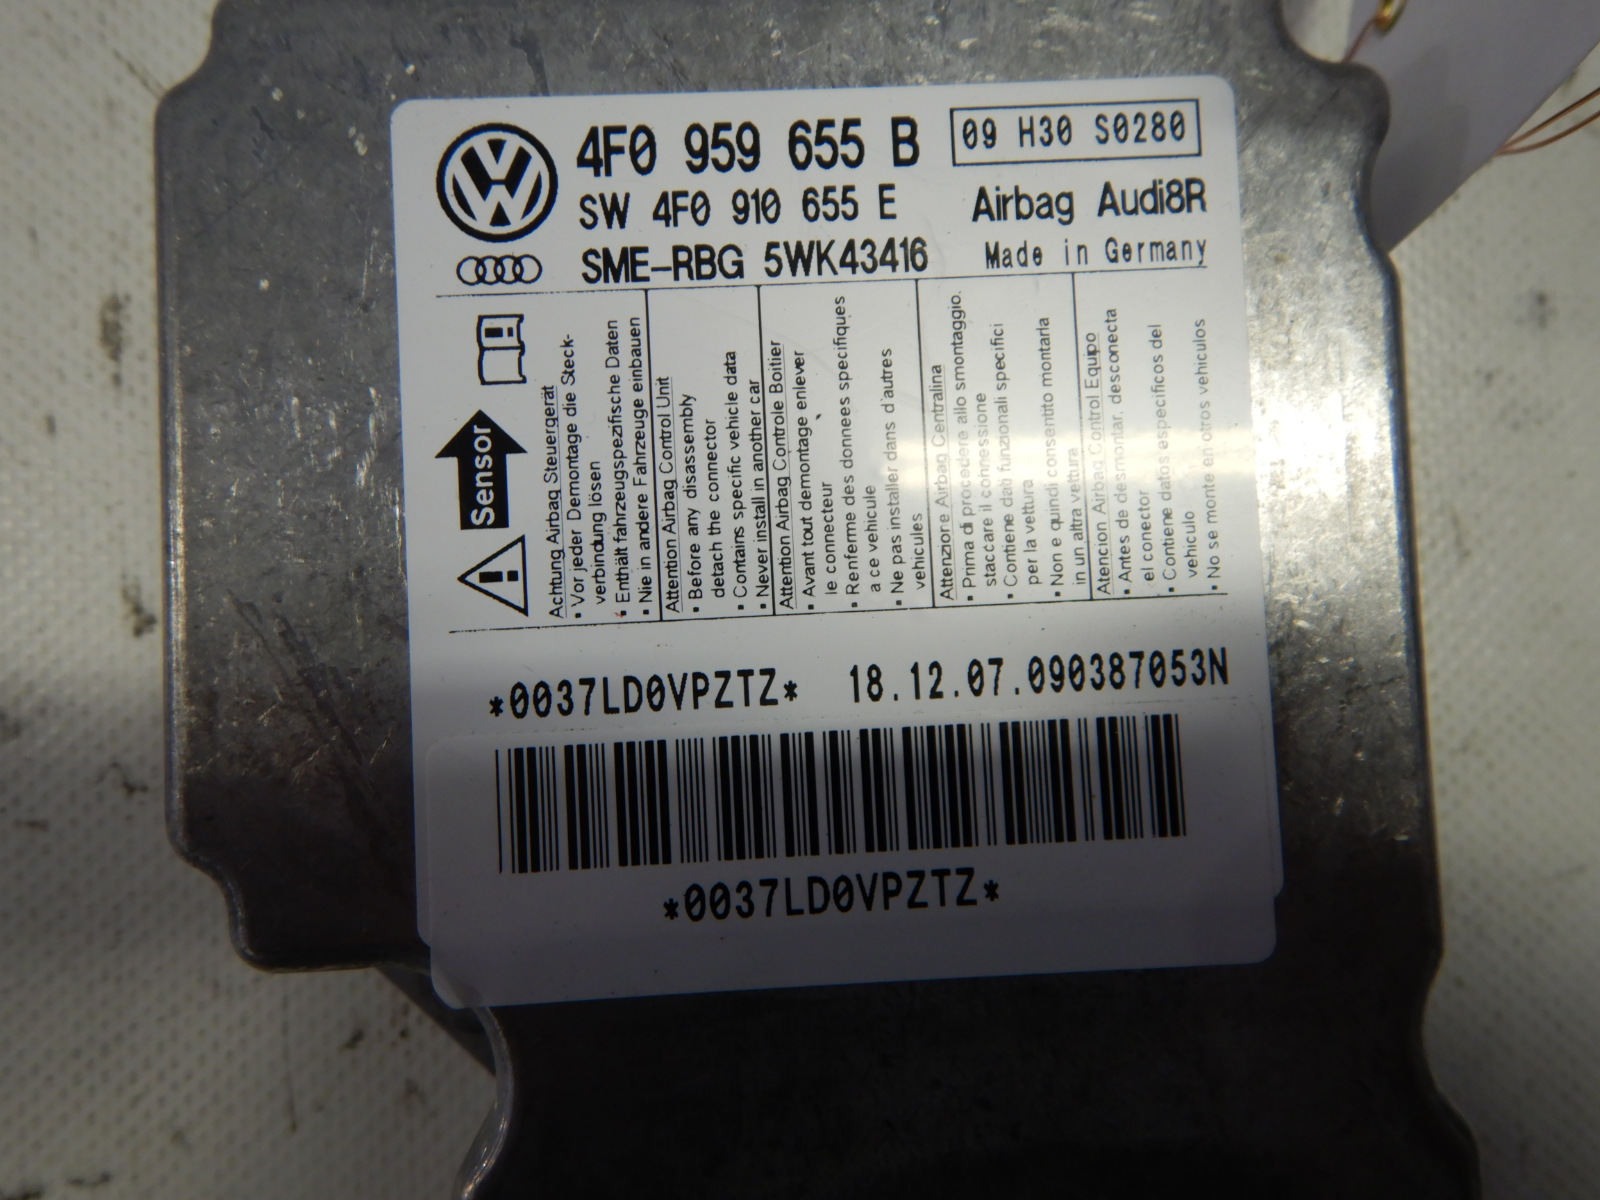 4F0 959 655 B
09 H30 S0280
SW 4F0 910 655 E
Airbag Audi8R
SME-RBG 5WK43416
Made in Germany
Sensor
Achtung Airbag Steuergerät
• Vor jeder Demontage die Steck-
verbindung lösen
• Enthält fahrzeugspezifische Daten
• Nie in andere Fahrzeuge einbauen
Attention Airbag Control Unit
• Before any disassembly
detach the connector
• Contains specific vehicle data
• Never install in another car
Attention Airbag Controle Boitier
• Avant tout demontage enlever
le connecteur
• Renferme des donnees specifiques
a ce vehicule
• Ne pas installer dans d'autres
vehicules
Attenzione Airbag Centralina
• Prima di procedere allo smontaggio.
staccare il connessione
• Contiene dati funzionali specifici
per la vettura
• Non e quindi consentito montarla
in un altra vettura
Atencion Airbag Control Equipo
• Antes de desmontar, desconecta
el conector
• Contiene datos especificos del
vehiculo
• No se monte en otros vehiculos
*0037LD0VPZTZ*
18.12.07.090387053N
*0037LD0VPZTZ*